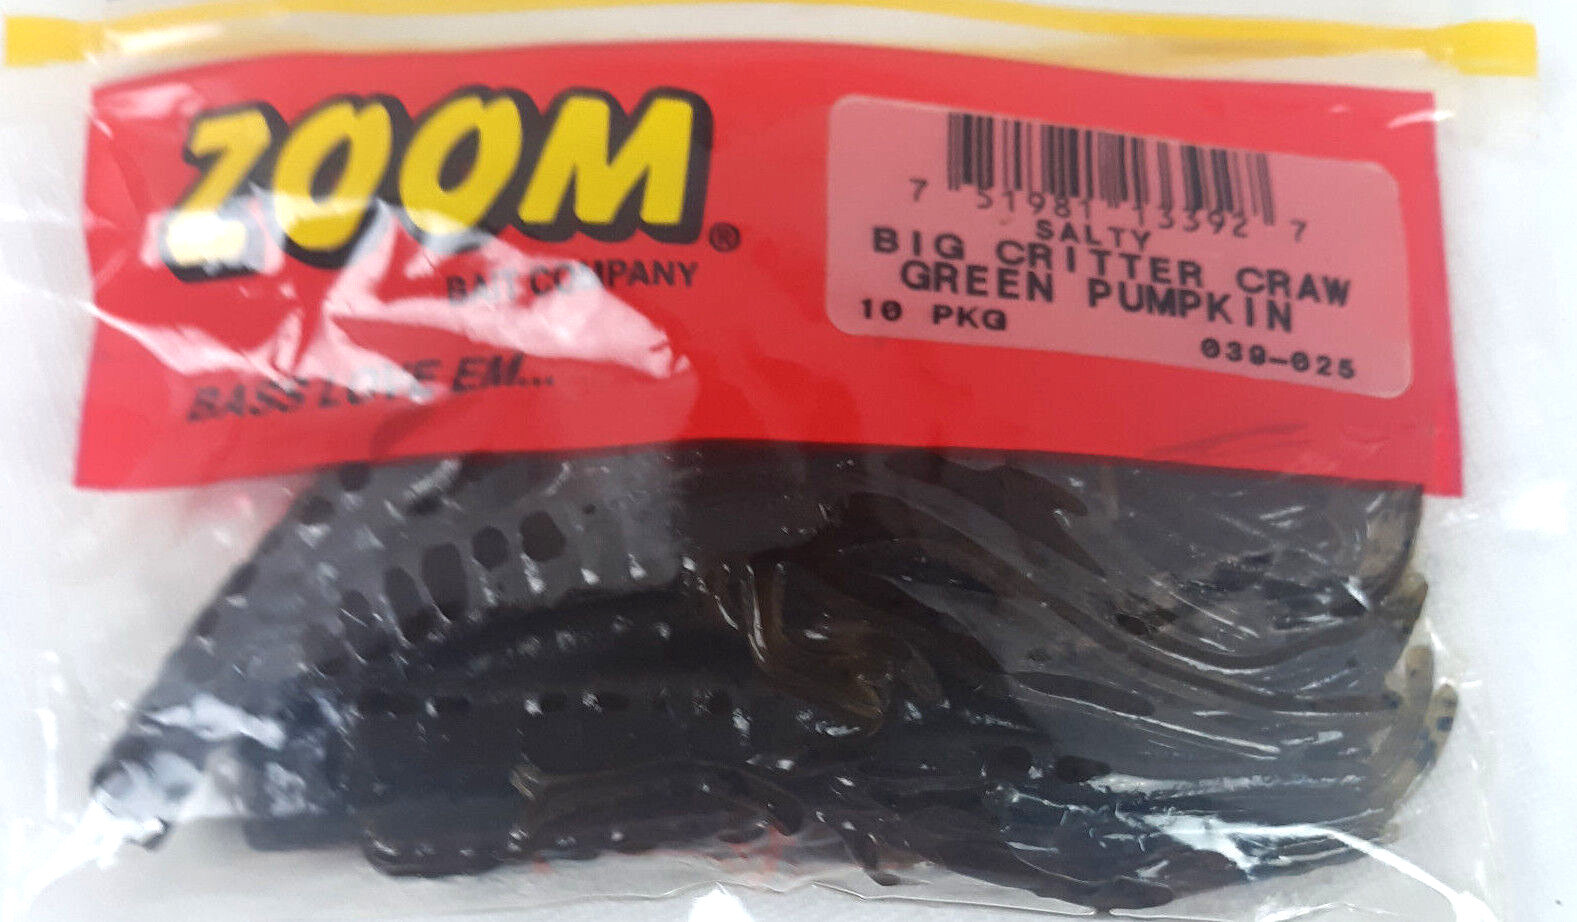 ZOOM®
BAIT COMPANY
BASS LOVE EM...
7 51981 13392 7
SALTY
BIG CRITTER CRAW
GREEN PUMPKIN
10 PKG 039-025